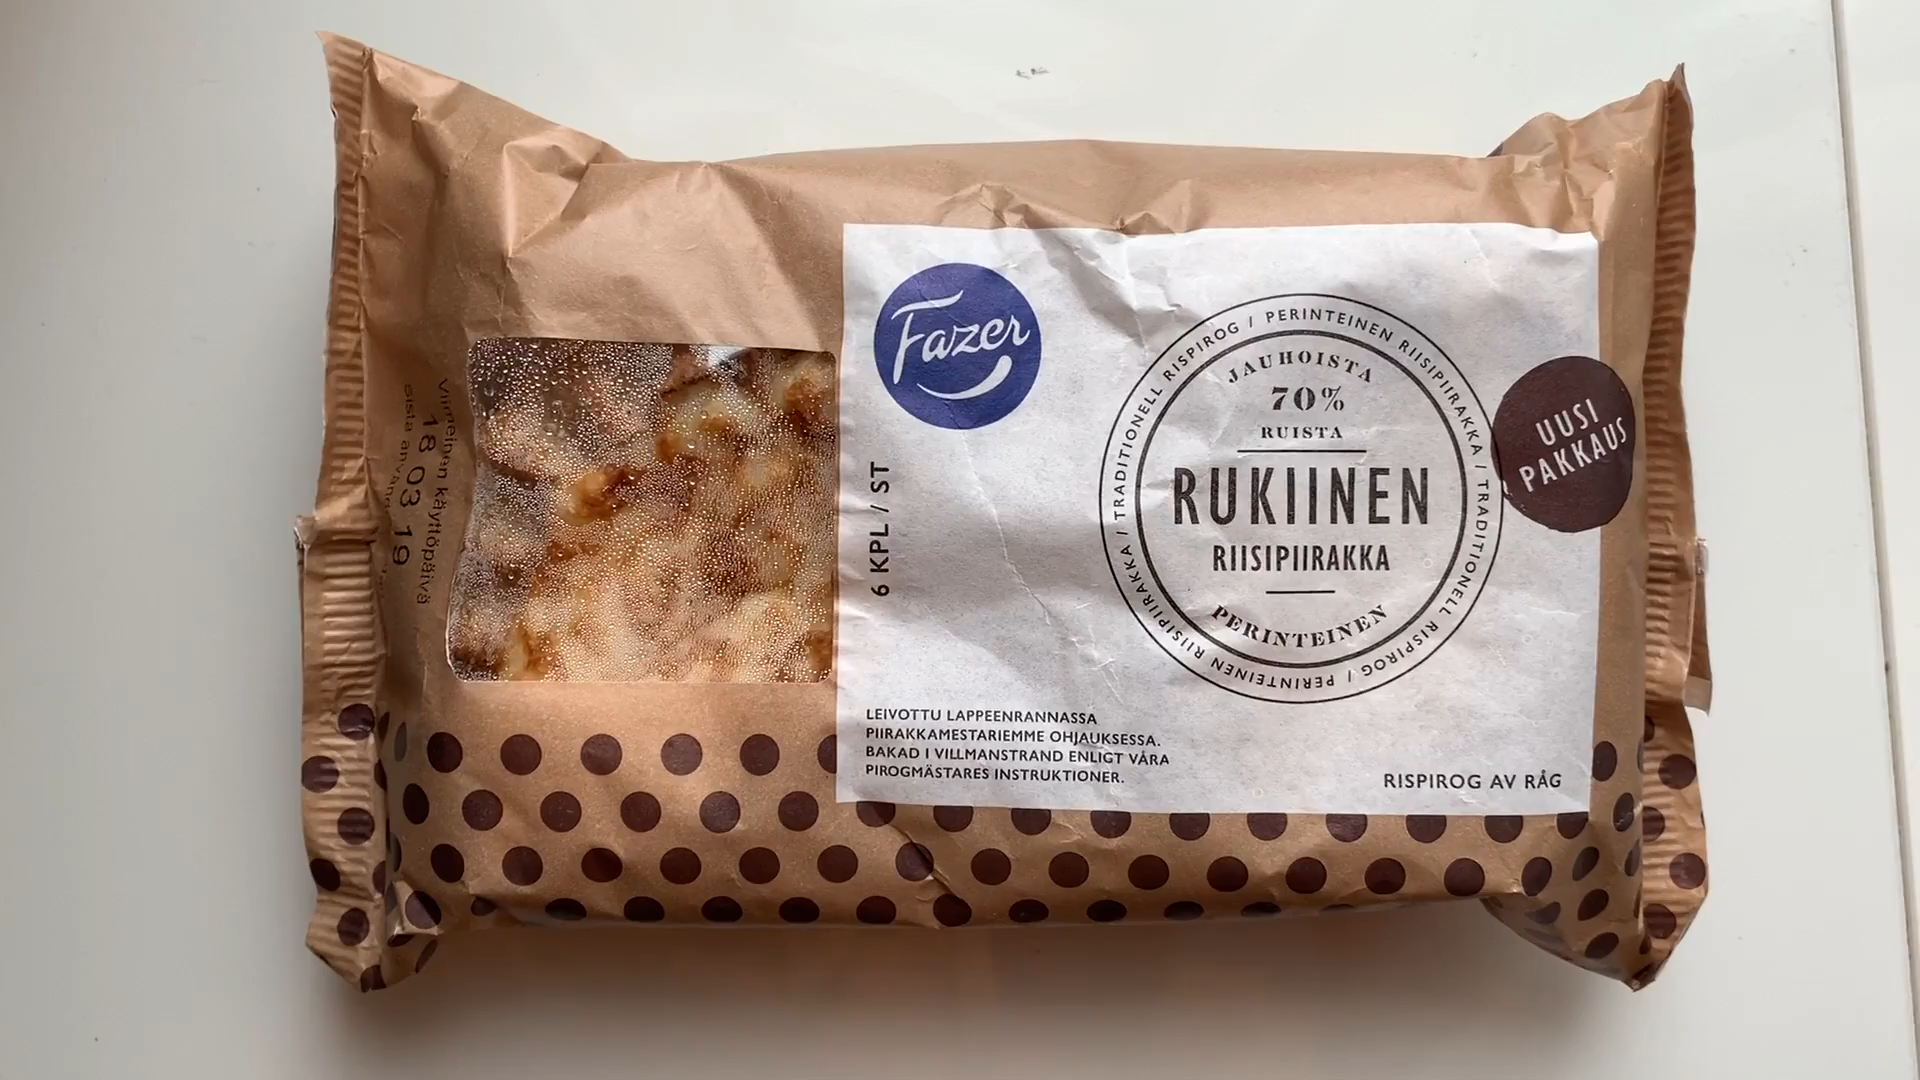 Fazer
6 KPL / ST
TRADITIONELL RISPIROG / PERINTEINEN RIISIPIIRAKKA / TRADITIONELL RISPIROG / PERINTEINEN RIISIPIIRAKKA /
JAUHOISTA
70%
RUISTA
RUKIINEN
RIISIPIIRAKKA
PERINTEINEN
UUSI
PAKKAUS
LEIVOTTU LAPPEENRANNASSA
PIIRAKKAMESTARIEMME OHJAUKSESSA.
BAKAD I VILLMANSTRAND ENLIGT VÅRA
PIROGMÄSTARES INSTRUKTIONER.
RISPIROG AV RÅG
Viimeinen käyttöpäivä
18 03 19
Sista